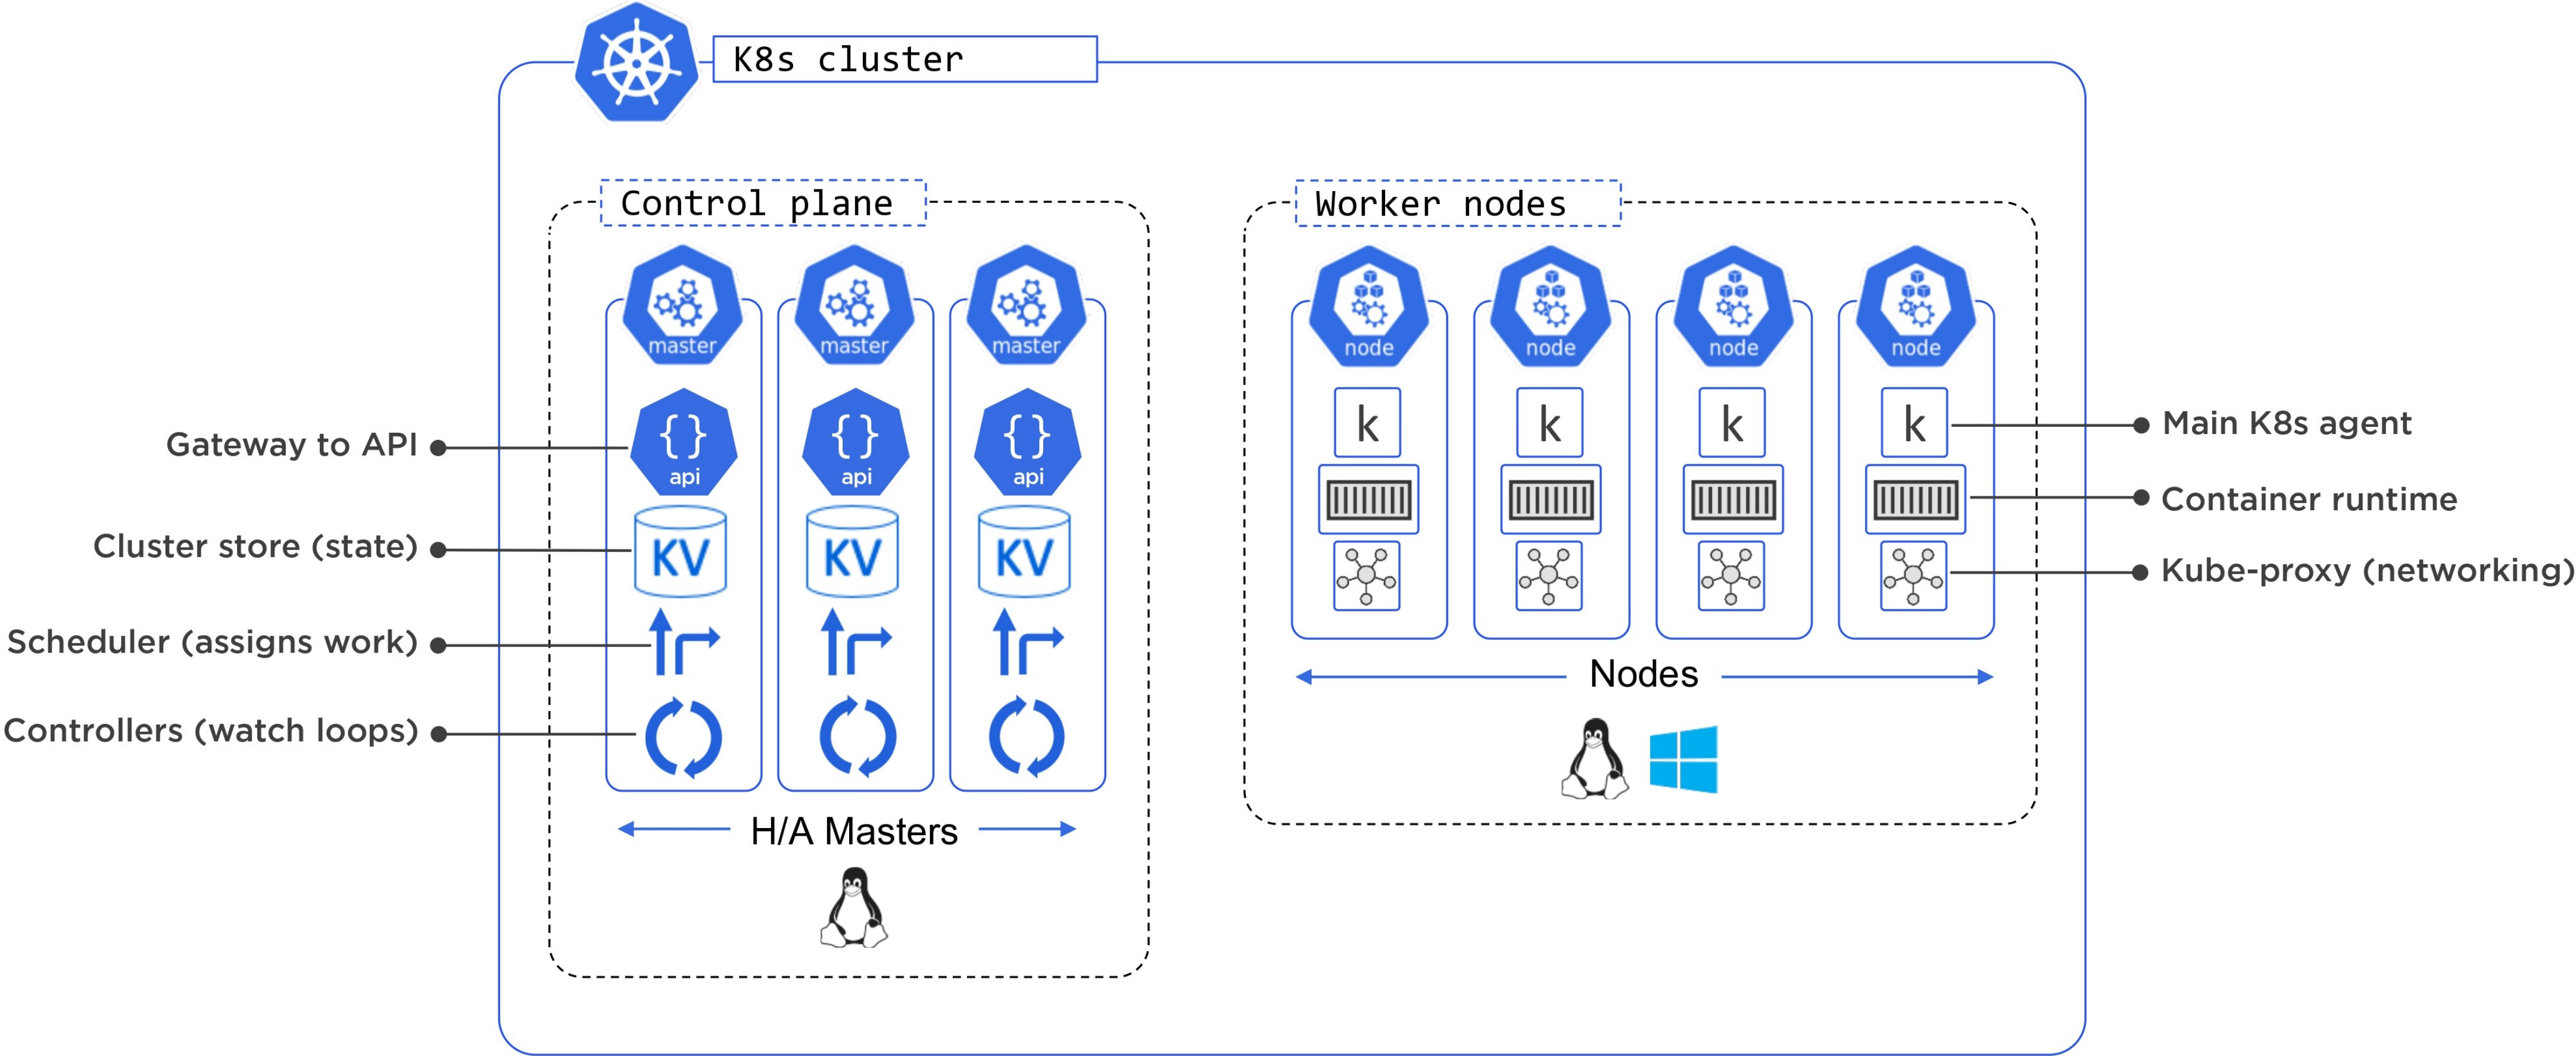 K8s cluster
Control plane
Worker nodes
master
master
master
node
node
node
node
{}
api
{}
api
{}
api
k
k
k
k
Gateway to API
Main K8s agent
Container runtime
Cluster store (state)
KV
KV
KV
Kube-proxy (networking)
Scheduler (assigns work)
Nodes
Controllers (watch loops)
H/A Masters